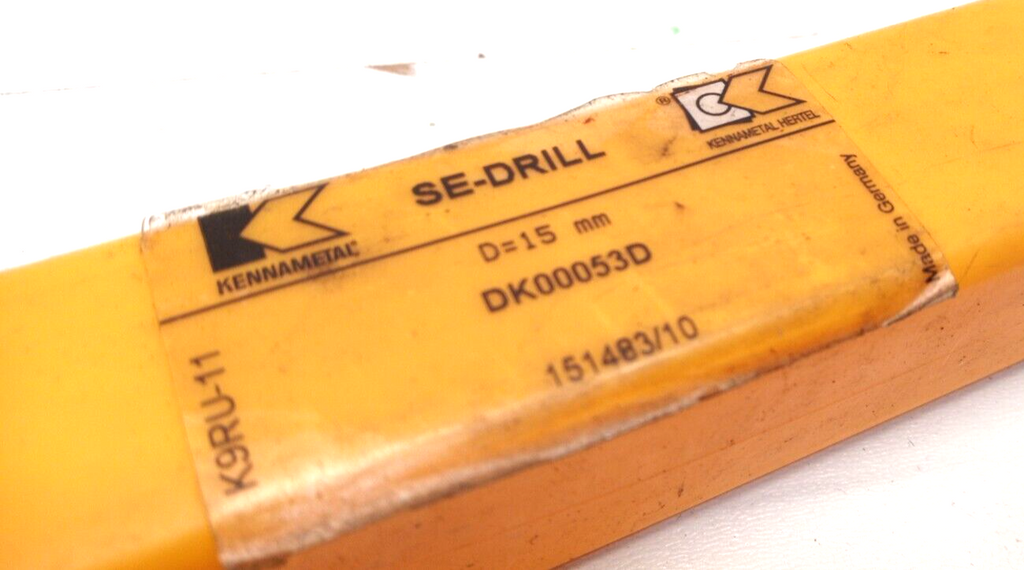 KENNAMETAL®
SE-DRILL
®
KENNAMETAL HERTEL
D=15 mm
DK00053D
151483/10
K9RU-11
Made in Germany